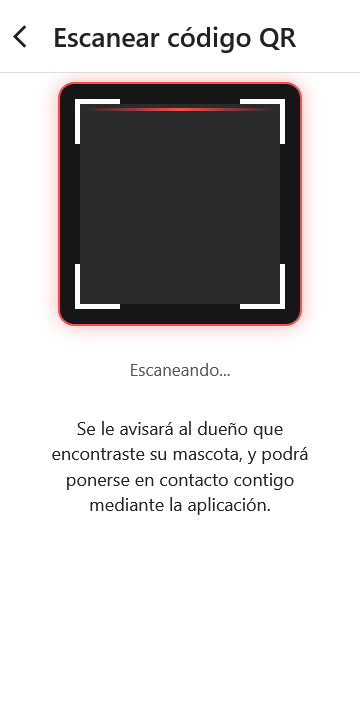 Escanear código QR
Escaneando...
Se le avisará al dueño que
encontraste su mascota, y podrá
ponerse en contacto contigo
mediante la aplicación.